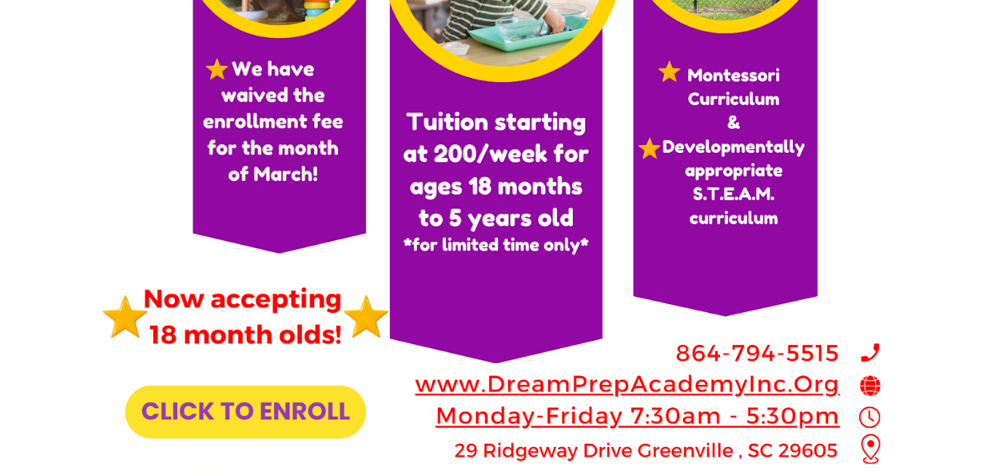 We have
waived the
enrollment fee
for the month
of March!
Tuition starting
at 200/week for
ages 18 months
to 5 years old
*for limited time only*
Montessori
Curriculum
&
Developmentally
appropriate
S.T.E.A.M.
curriculum
Now accepting
18 month olds!
CLICK TO ENROLL
864-794-5515
www.DreamPrepAcademyInc.Org
Monday-Friday 7:30am - 5:30pm
29 Ridgeway Drive Greenville , SC 29605